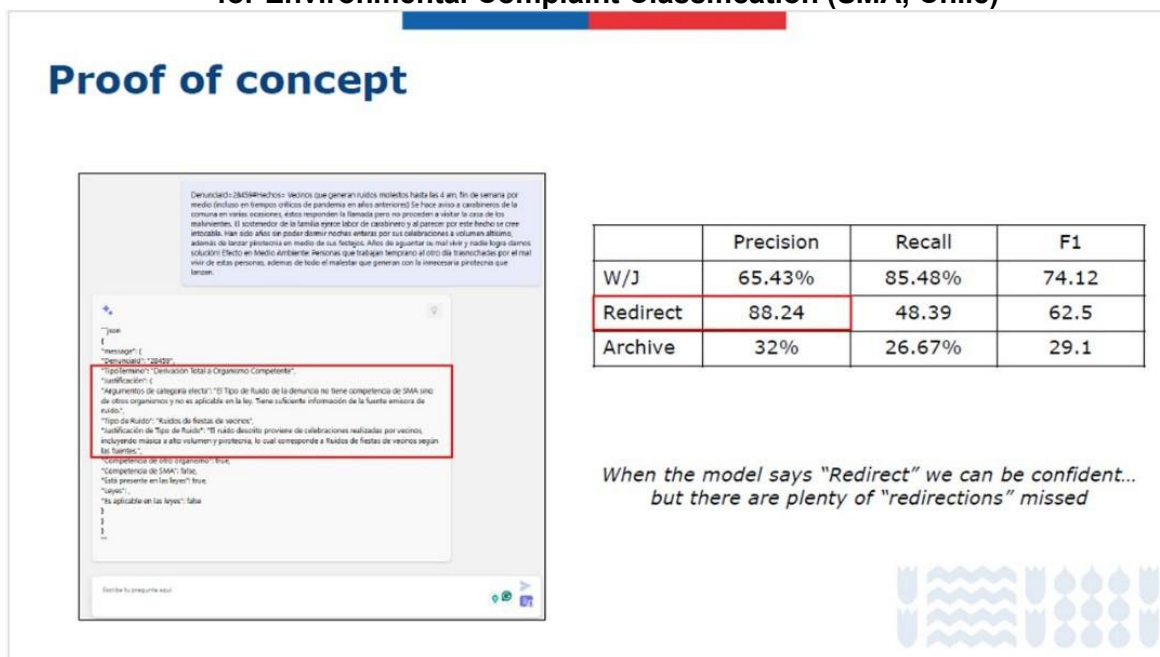 for Environmental Complaint Classification (SMA, Chile)
Proof of concept
DenunciaId=28459#Hechos= Vecinos que generan ruidos molestos hasta las 4 am, fin de semana por
medio (incluso en tiempos críticos de pandemia en años anteriores) Se hace aviso a carabineros de la
comuna en varias ocasiones, éstos responden la llamada pero no proceden a visitar la casa de los
malvivientes. El sostenedor de la familia ejerce labor de carabinero y al parecer por este hecho se cree
intocable. Han sido años sin poder dormir noches enteras por sus celebraciones a volumen altísimo,
además de lanzar pirotecnia en medio de sus festejos. Años de aguantar su mal vivir y nadie logra darnos
solución! Efecto en Medio Ambiente: Personas que trabajan temprano al otro día trasnochadas por el mal
vivir de estas personas, ademas de todo el malestar que generan con la innecesaria pirotecnia que
lanzan.
```json
{
"message": {
"DenunciaId": "28459",
"TipoTermino": "Derivación Total a Organismo Competente",
"Justificación": {
"Argumentos de categoría electa": "El Tipo de Ruido de la denuncia no tiene competencia de SMA sino
de otros organismos y no es aplicable en la ley. Tiene suficiente información de la fuente emisora de
ruido.",
"Tipo de Ruido": "Ruidos de fiestas de vecinos",
"Justificación de Tipo de Ruido": "El ruido descrito proviene de celebraciones realizadas por vecinos,
incluyendo música a alto volumen y pirotecnia, lo cual corresponde a Ruidos de fiestas de vecinos según
las fuentes.",
"Competencia de otro organismo": true,
"Competencia de SMA": false,
"Está presente en las leyes": true,
"Leyes": ,
"Es aplicable en las leyes": false
}
}
}
```
Escribe tu pregunta aquí
Precision Recall F1
W/J 65.43% 85.48% 74.12
Redirect 88.24 48.39 62.5
Archive 32% 26.67% 29.1
When the model says "Redirect" we can be confident...
but there are plenty of "redirections" missed